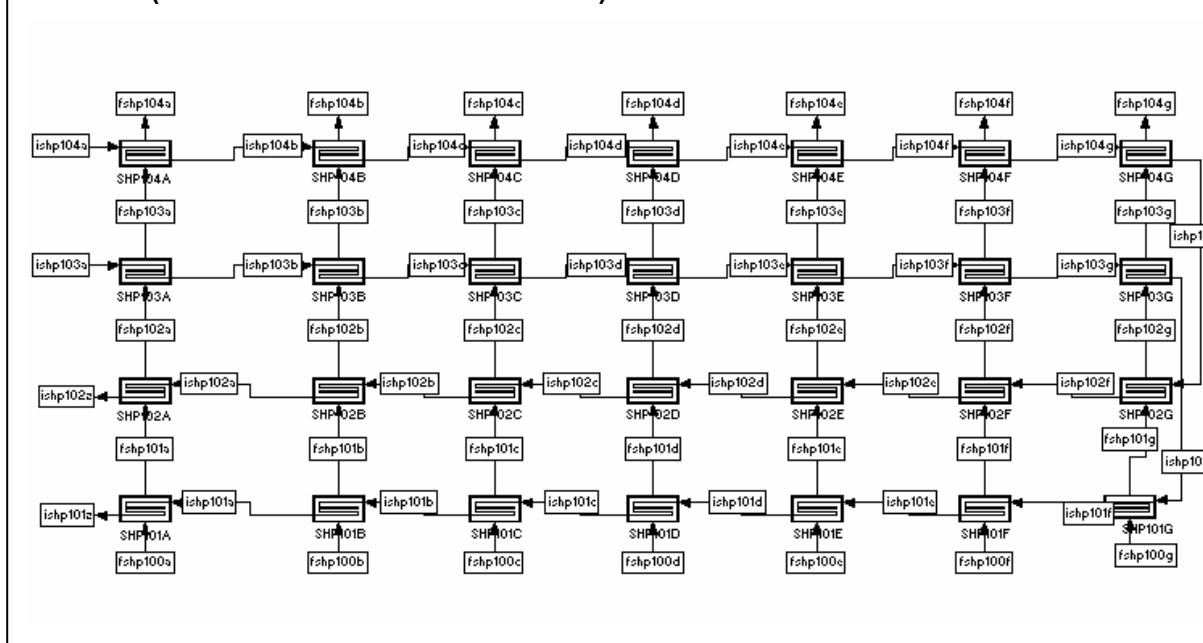 fshp104a fshp104b fshp104c fshp104d fshp104e fshp104f fshp104g
ishp104a ishp104b ishp104c ishp104d ishp104e ishp104f ishp104g
SHP104A SHP104B SHP104C SHP104D SHP104E SHP104F SHP104G
fshp103a fshp103b fshp103c fshp103d fshp103e fshp103f fshp103g
ishp1
ishp103a ishp103b ishp103c ishp103d ishp103e ishp103f ishp103g
SHP103A SHP103B SHP103C SHP103D SHP103E SHP103F SHP103G
fshp102a fshp102b fshp102c fshp102d fshp102e fshp102f fshp102g
ishp102z ishp102a ishp102b ishp102c ishp102d ishp102e ishp102f
SHP102A SHP102B SHP102C SHP102D SHP102E SHP102F SHP102G
fshp101a fshp101b fshp101c fshp101d fshp101e fshp101f fshp101g
ishp10
ishp101z ishp101a ishp101b ishp101c ishp101d ishp101e ishp101f
SHP101A SHP101B SHP101C SHP101D SHP101E SHP101F SHP101G
fshp100a fshp100b fshp100c fshp100d fshp100e fshp100f fshp100g